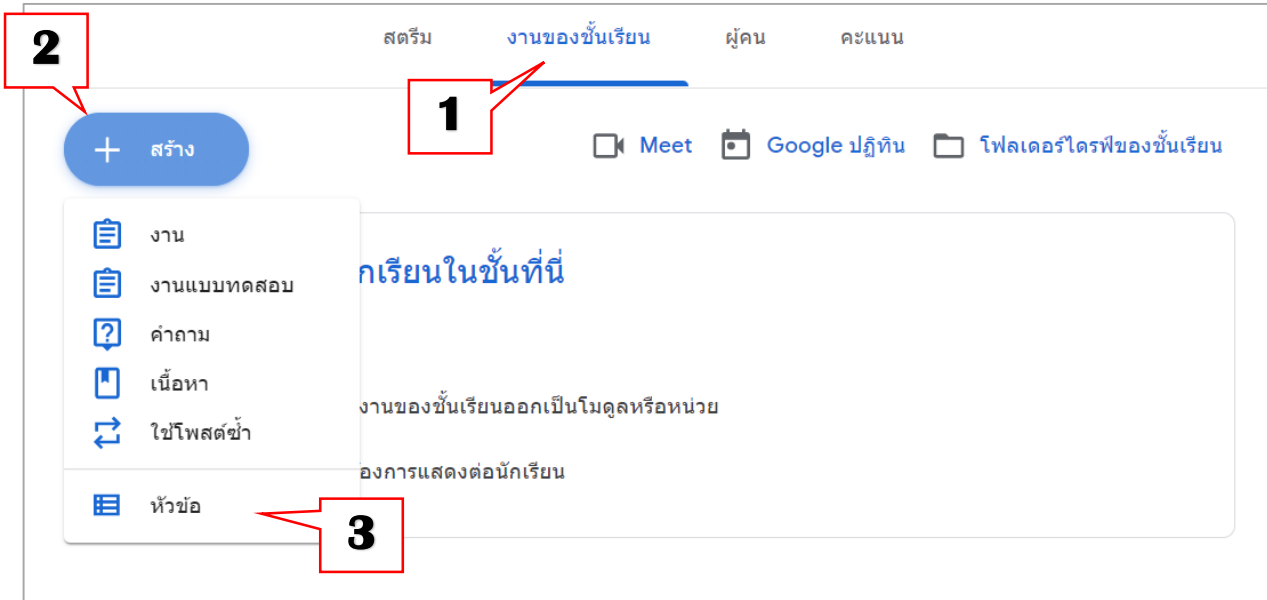 2
สตรีม งานของชั้นเรียน ผู้คน คะแนน
1
สร้าง Meet Google ปฏิทิน โฟลเดอร์ไดรฟ์ของชั้นเรียน
งาน
กเรียนในชั้นที่นี่
งานแบบทดสอบ
คำถาม
เนื้อหา
งานของชั้นเรียนออกเป็นโมดูลหรือหน่วย
ใช้โพสต์ซ้ำ
องการแสดงต่อนักเรียน
หัวข้อ
3